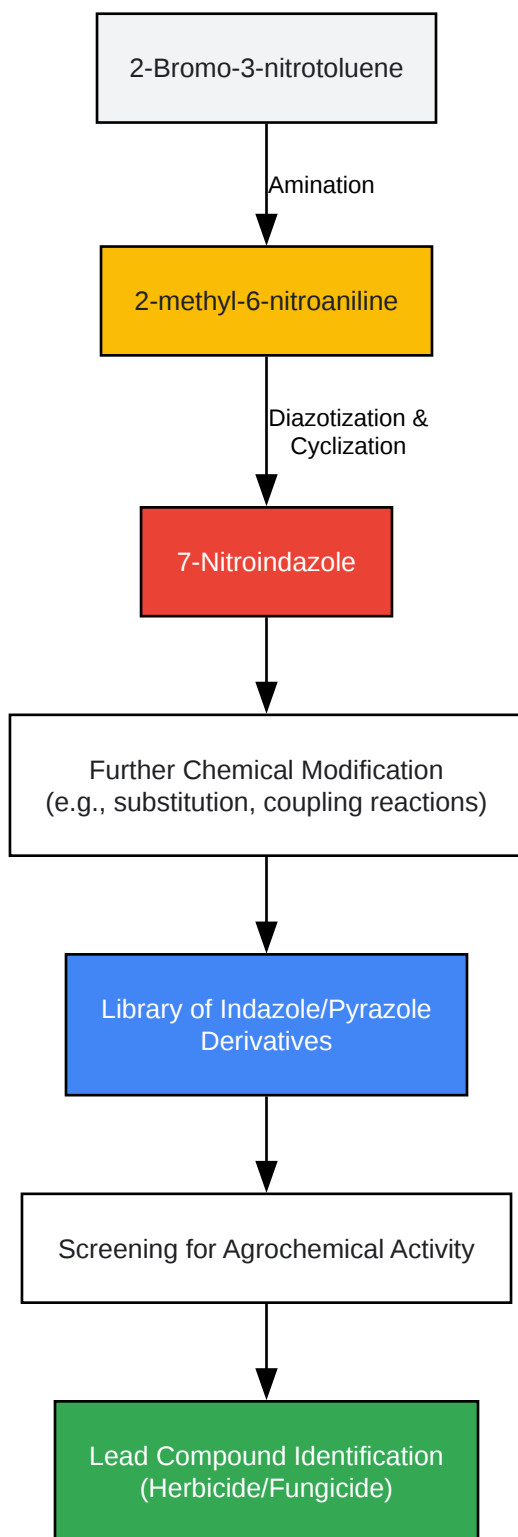 2-Bromo-3-nitrotoluene
Amination
2-methyl-6-nitroaniline
Diazotization &
Cyclization
7-Nitroindazole
Further Chemical Modification
(e.g., substitution, coupling reactions)
Library of Indazole/Pyrazole
Derivatives
Screening for Agrochemical Activity
Lead Compound Identification
(Herbicide/Fungicide)